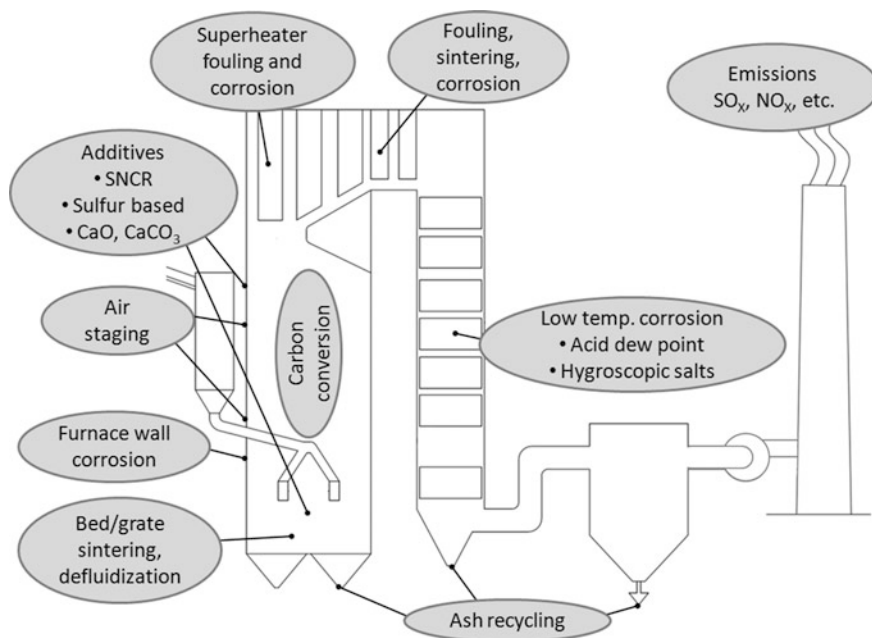 Superheater
fouling and
corrosion
Fouling,
sintering,
corrosion
Emissions
SOₓ, NOₓ, etc.
Additives
• SNCR
• Sulfur based
• CaO, CaCO₃
Air
staging
Carbon
conversion
Low temp. corrosion
• Acid dew point
• Hygroscopic salts
Furnace wall
corrosion
Bed/grate
sintering,
defluidization
Ash recycling